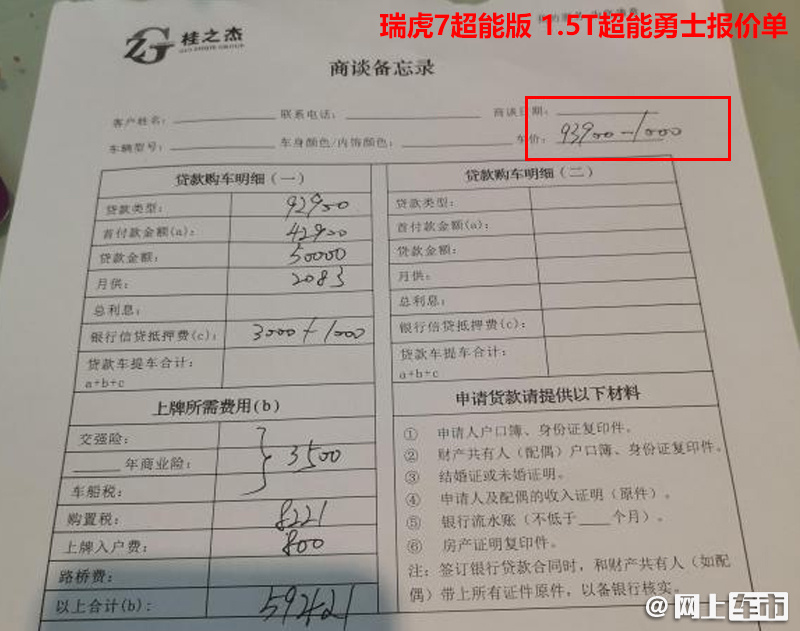 瑞虎7超能版 1.5T超能勇士报价单
ZG 桂之杰
商谈备忘录
客户姓名: 联系电话: 商谈日期:
车辆型号: 车身颜色/内饰颜色: 车价: 93900-1000
贷款购车明细(一)
贷款类型: 92900
首付款金额(a): 42900
贷款金额: 50000
月供: 2083
总利息:
银行信贷抵押费(c): 3000+1000
贷款车提车合计:
a+b+c
上牌所需费用(b)
交强险:
____年商业险: 3500
车船税:
购置税: 8221
上牌入户费: 800
路桥费:
以上合计(b): 59421
贷款购车明细(二)
贷款类型:
首付款金额(a):
贷款金额:
月供:
总利息:
银行信贷抵押费(c):
贷款车提车合计:
a+b+c
申请贷款请提供以下材料
① 申请人户口簿、身份证复印件。
② 财产共有人(配偶)户口簿、身份证复印件。
③ 结婚证或未婚证明。
④ 申请人及配偶的收入证明(原件)。
⑤ 银行流水账(不低于____个月)。
⑥ 房产证明复印件。
注:签订银行贷款合同时,和财产共有人(如配
偶)带上所有证件原件,以备银行核实。
@网上车市